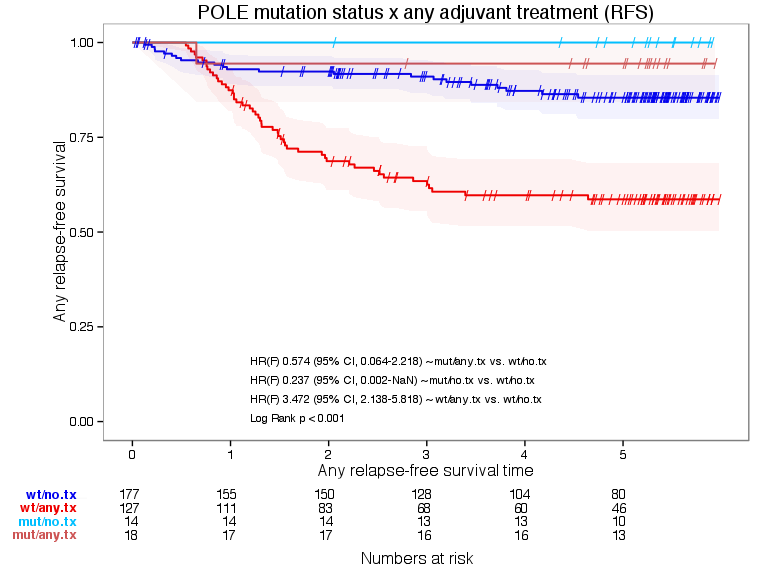 POLE mutation status x any adjuvant treatment (RFS)
1.00
0.75
0.50
0.25
0.00
Any relapse-free survival
HR(F) 0.574 (95% CI, 0.064-2.218) ~mut/any.tx vs. wt/no.tx
HR(F) 0.237 (95% CI, 0.002-NaN) ~mut/no.tx vs. wt/no.tx
HR(F) 3.472 (95% CI, 2.138-5.818) ~wt/any.tx vs. wt/no.tx
Log Rank p < 0.001
0 1 2 3 4 5
Any relapse-free survival time
wt/no.tx 177 155 150 128 104 80
wt/any.tx 127 111 83 68 60 46
mut/no.tx 14 14 14 13 13 10
mut/any.tx 18 17 17 16 16 13
Numbers at risk